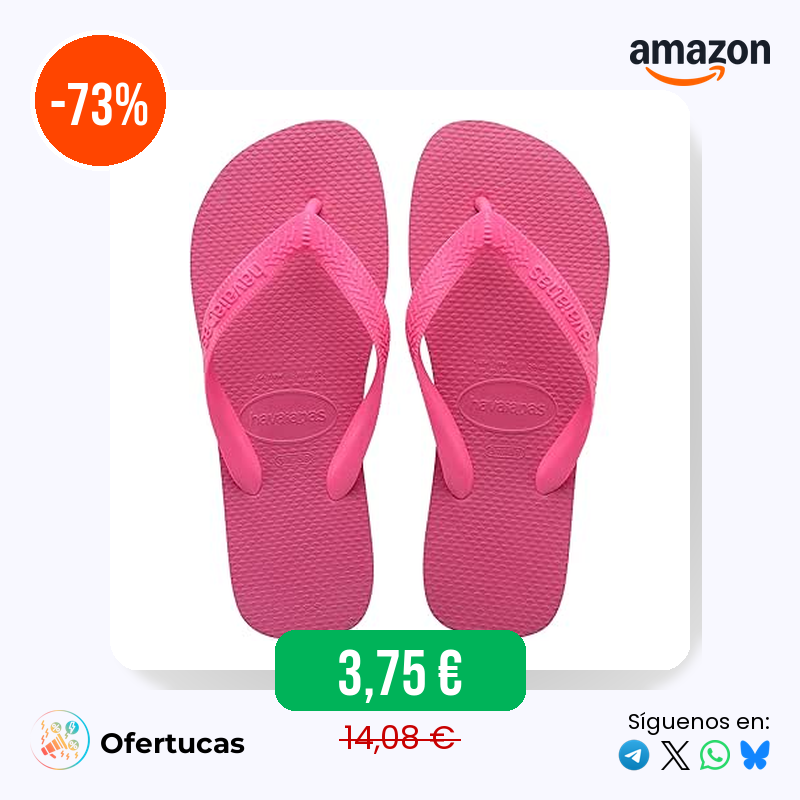 -73%
amazon
havaianas
havaianas
havaianas
havaianas
3,75 €
14,08 €
Ofertucas
Síguenos en: